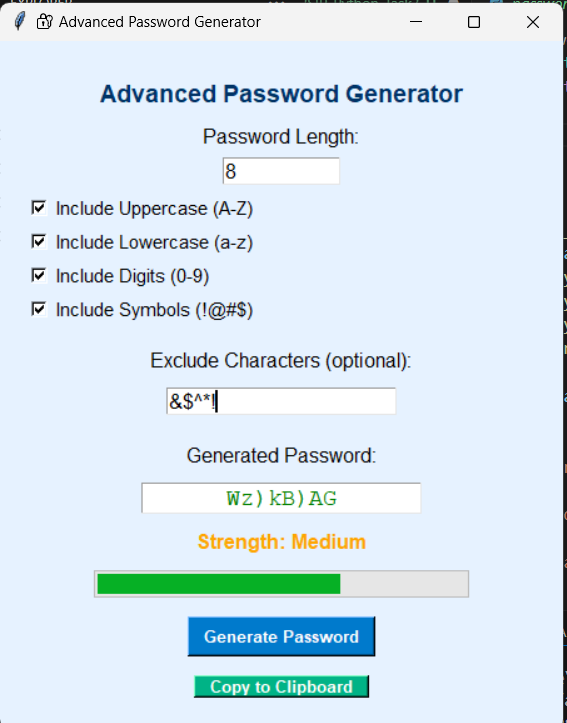 Advanced Password Generator
Advanced Password Generator
Password Length:
8
Include Uppercase (A-Z)
Include Lowercase (a-z)
Include Digits (0-9)
Include Symbols (!@#$)
Exclude Characters (optional):
&$^*!
Generated Password:
Wz)kB)AG
Strength: Medium
Generate Password
Copy to Clipboard